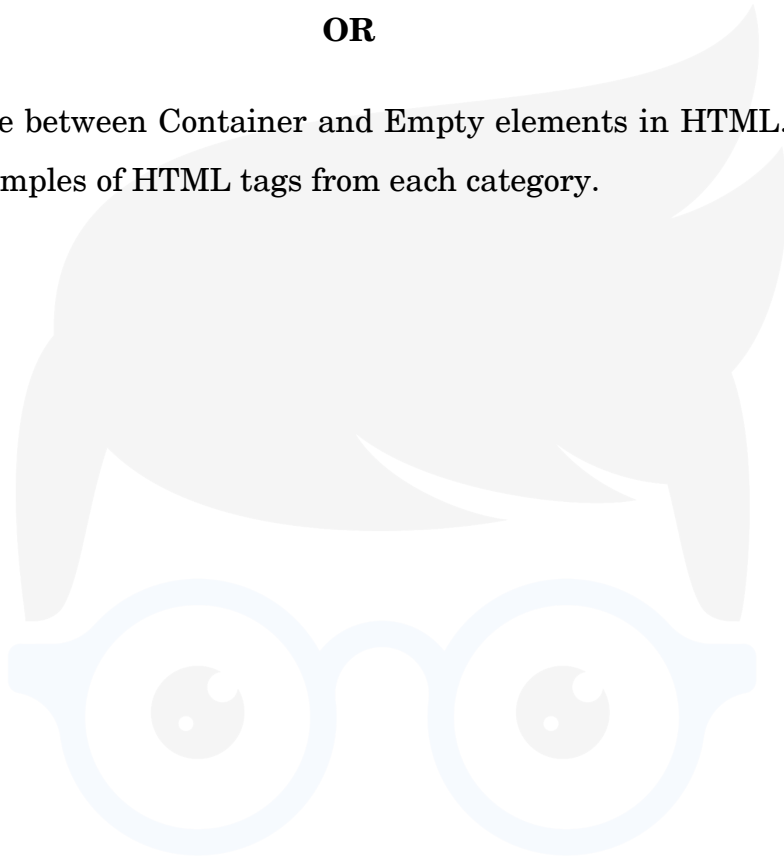 OR
e between Container and Empty elements in HTML.
mples of HTML tags from each category.